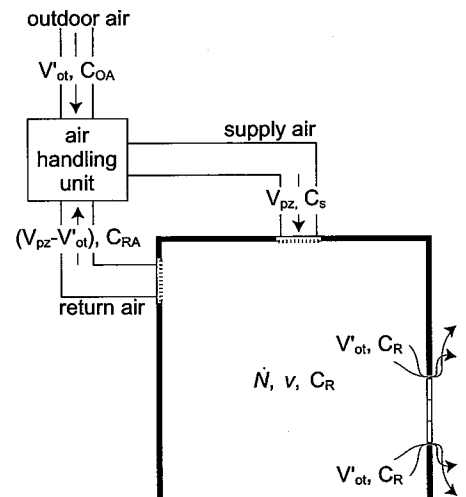 outdoor air
V'ot, COA
air
handling
unit
supply air
Vpz, Cs
(Vpz-V'ot), CRA
return air
V'ot, CR
Ṅ, v, CR
V'ot, CR